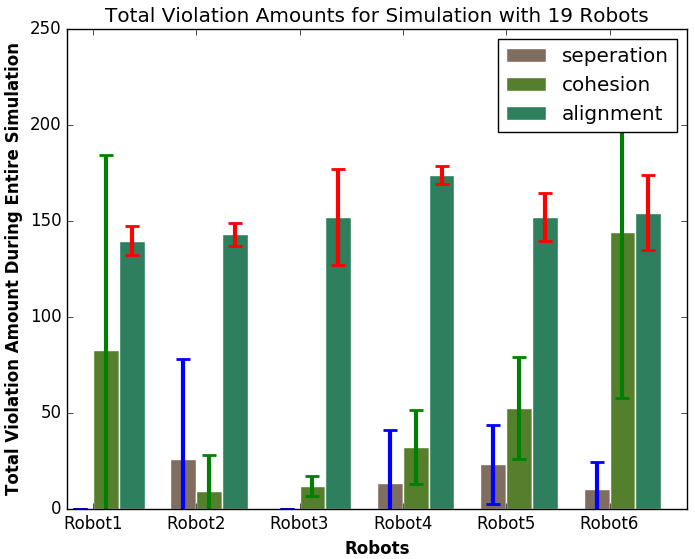 Total Violation Amounts for Simulation with 19 Robots
seperation
cohesion
alignment
Total Violation Amount During Entire Simulation
250
200
150
100
50
0
Robot1 Robot2 Robot3 Robot4 Robot5 Robot6
Robots